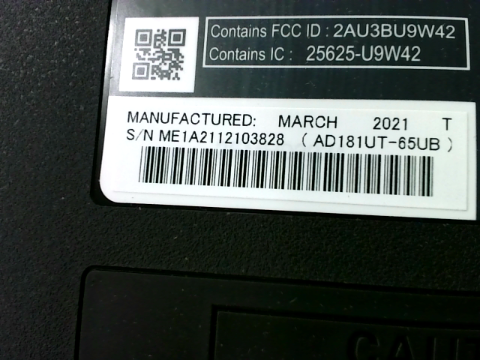 Contains FCC ID : 2AU3BU9W42
Contains IC : 25625-U9W42
MANUFACTURED: MARCH 2021 T
S/N ME1A2112103828 ( AD181UT-65UB )